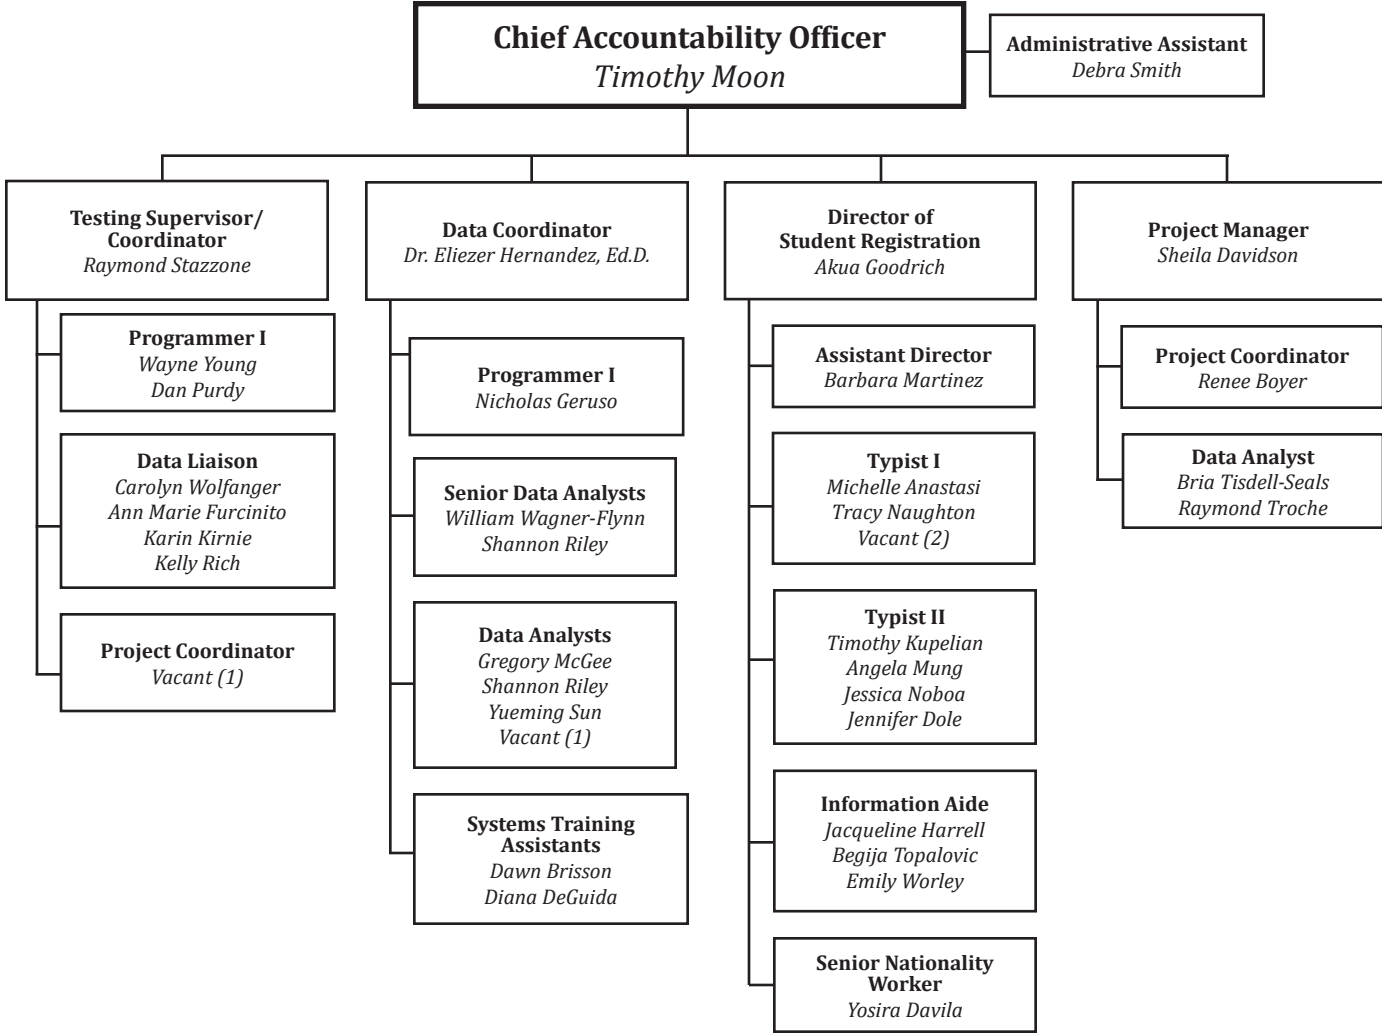 Chief Accountability Officer
Timothy Moon
Administrative Assistant
Debra Smith
Testing Supervisor/
Coordinator
Raymond Stazzone
Programmer I
Wayne Young
Dan Purdy
Data Liaison
Carolyn Wolfanger
Ann Marie Furcinito
Karin Kirnie
Kelly Rich
Project Coordinator
Vacant (1)
Data Coordinator
Dr. Eliezer Hernandez, Ed.D.
Programmer I
Nicholas Geruso
Senior Data Analysts
William Wagner-Flynn
Shannon Riley
Data Analysts
Gregory McGee
Shannon Riley
Yueming Sun
Vacant (1)
Systems Training
Assistants
Dawn Brisson
Diana DeGuida
Director of
Student Registration
Akua Goodrich
Assistant Director
Barbara Martinez
Typist I
Michelle Anastasi
Tracy Naughton
Vacant (2)
Typist II
Timothy Kupelian
Angela Mung
Jessica Noboa
Jennifer Dole
Information Aide
Jacqueline Harrell
Begija Topalovic
Emily Worley
Senior Nationality
Worker
Yosira Davila
Project Manager
Sheila Davidson
Project Coordinator
Renee Boyer
Data Analyst
Bria Tisdell-Seals
Raymond Troche